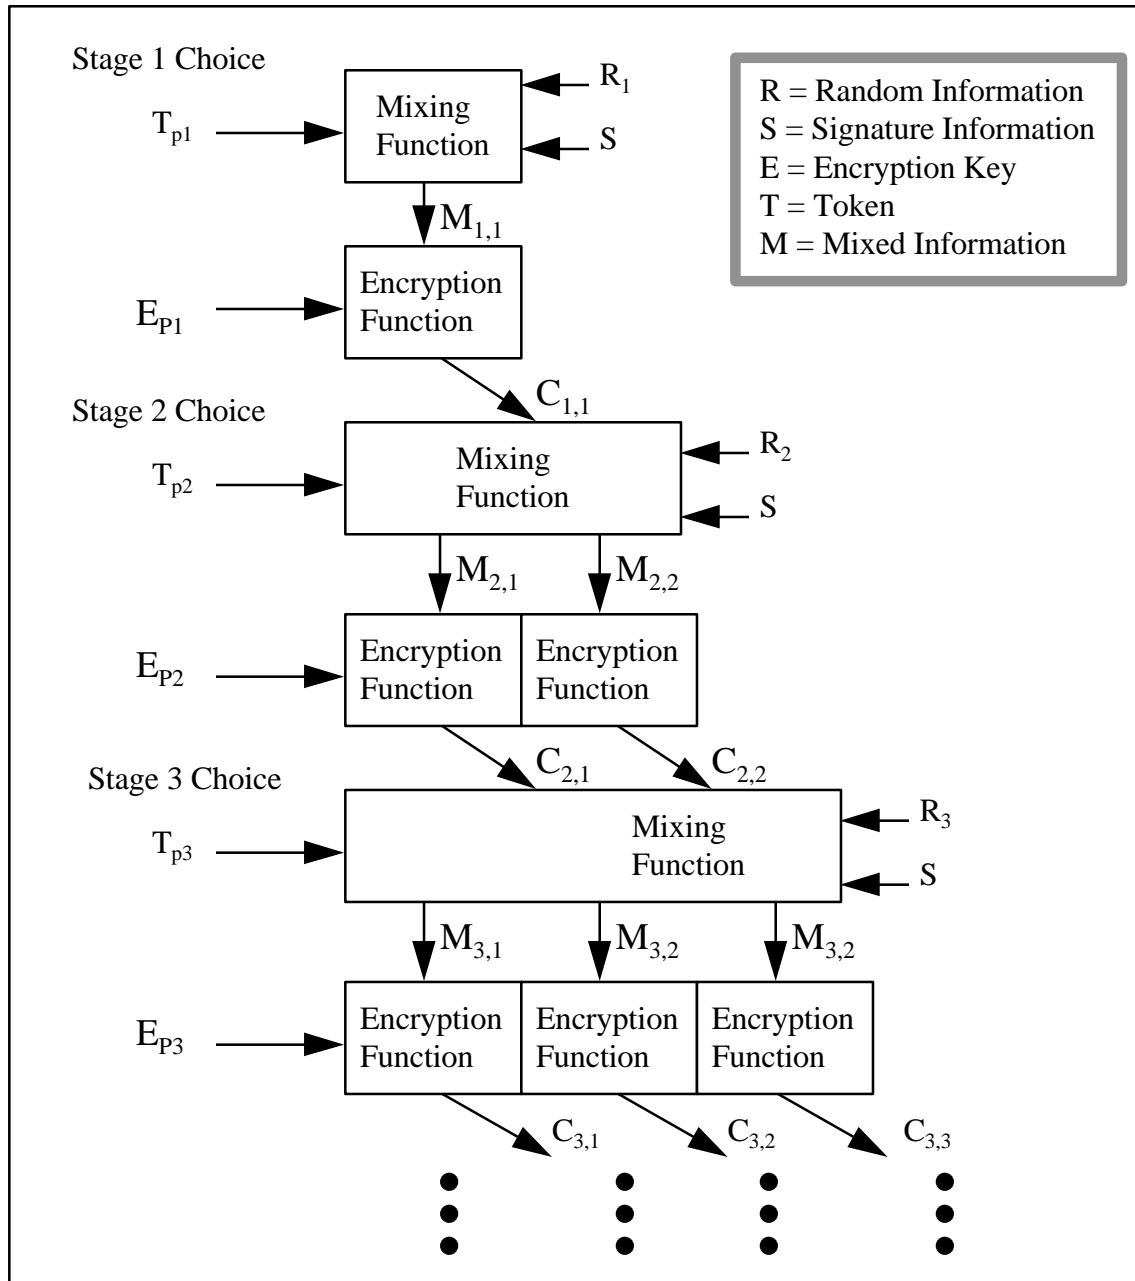 Stage 1 Choice
R₁
Mixing
Function
Tₚ₁
S
R = Random Information
S = Signature Information
E = Encryption Key
T = Token
M = Mixed Information
M₁,₁
Encryption
Function
E_P1
C₁,₁
Stage 2 Choice
Mixing
Function
R₂
Tₚ₂
S
M₂,₁ M₂,₂
Encryption Encryption
Function Function
E_P2
C₂,₁ C₂,₂
Stage 3 Choice
Mixing
Function
R₃
Tₚ₃
S
M₃,₁ M₃,₂ M₃,₂
Encryption Encryption Encryption
Function Function Function
E_P3
C₃,₁ C₃,₂ C₃,₃